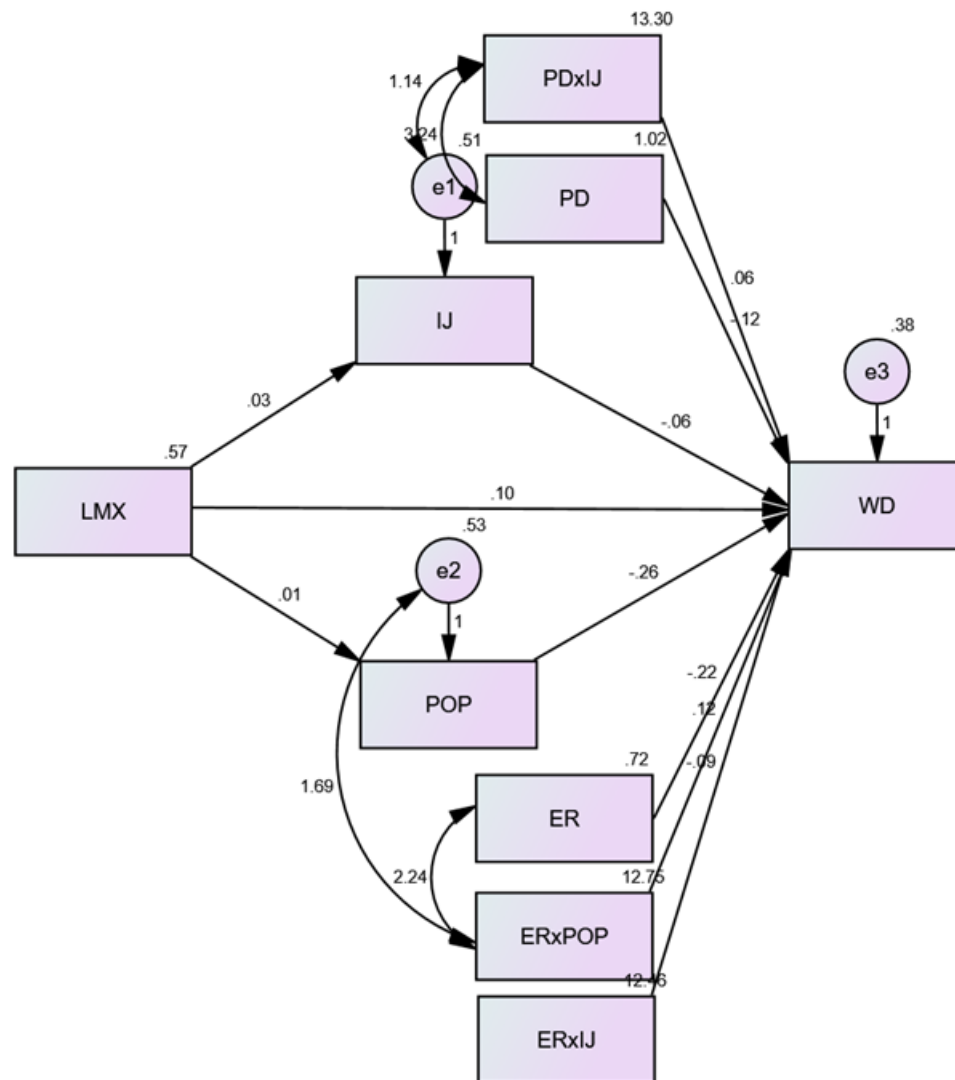 13.30
PDxIJ
1.14
3.24
.51
1.02
e1
PD
1
IJ
.06
-.12
.38
e3
1
.03
-.06
.57
LMX
.10
WD
.53
e2
.01
-.26
1
POP
-.22
.12
-.09
.72
1.69
ER
2.24
12.75
ERxPOP
12.46
ERxIJ